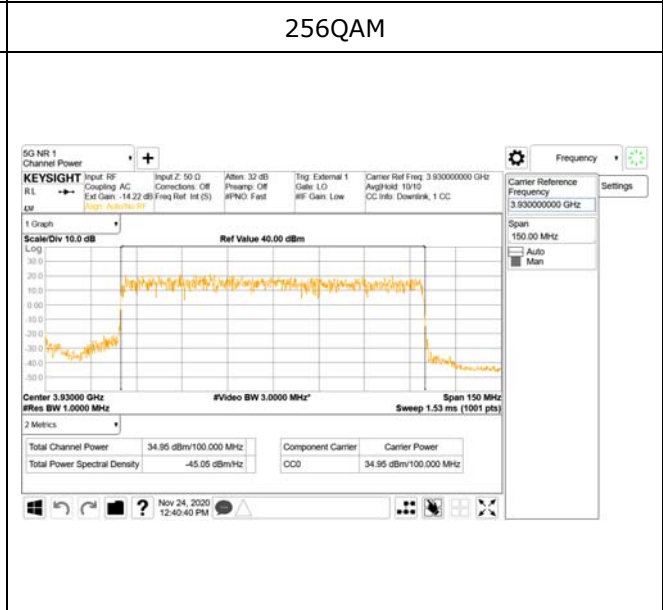 256QAM
5G NR 1
Channel Power
Frequency
KEYSIGHT
RL
Input: RF
Coupling: AC
Ext Gain: -14.22 dB
Align: Auto/No RF
Input Z: 50 Ω
Corrections: Off
Freq Ref: Int (S)
Atten: 32 dB
Preamp: Off
#PNO: Fast
Trig: External 1
Gate: LO
#IF Gain: Low
Carrier Ref Freq: 3.930000000 GHz
Avg|Hold: 10/10
CC Info: Downlink, 1 CC
Carrier Reference
Frequency
3.930000000 GHz
Settings
Span
150.00 MHz
Auto
Man
1 Graph
Scale/Div 10.0 dB
Ref Value 40.00 dBm
Log
30.0
20.0
10.0
0.00
-10.0
-20.0
-30.0
-40.0
-50.0
Center 3.93000 GHz
#Video BW 3.0000 MHz*
Span 150 MHz
#Res BW 1.0000 MHz
Sweep 1.53 ms (1001 pts)
2 Metrics
Total Channel Power 34.95 dBm/100.000 MHz
Total Power Spectral Density -45.05 dBm/Hz
Component Carrier Carrier Power
CC0 34.95 dBm/100.000 MHz
?
Nov 24, 2020
12:40:40 PM